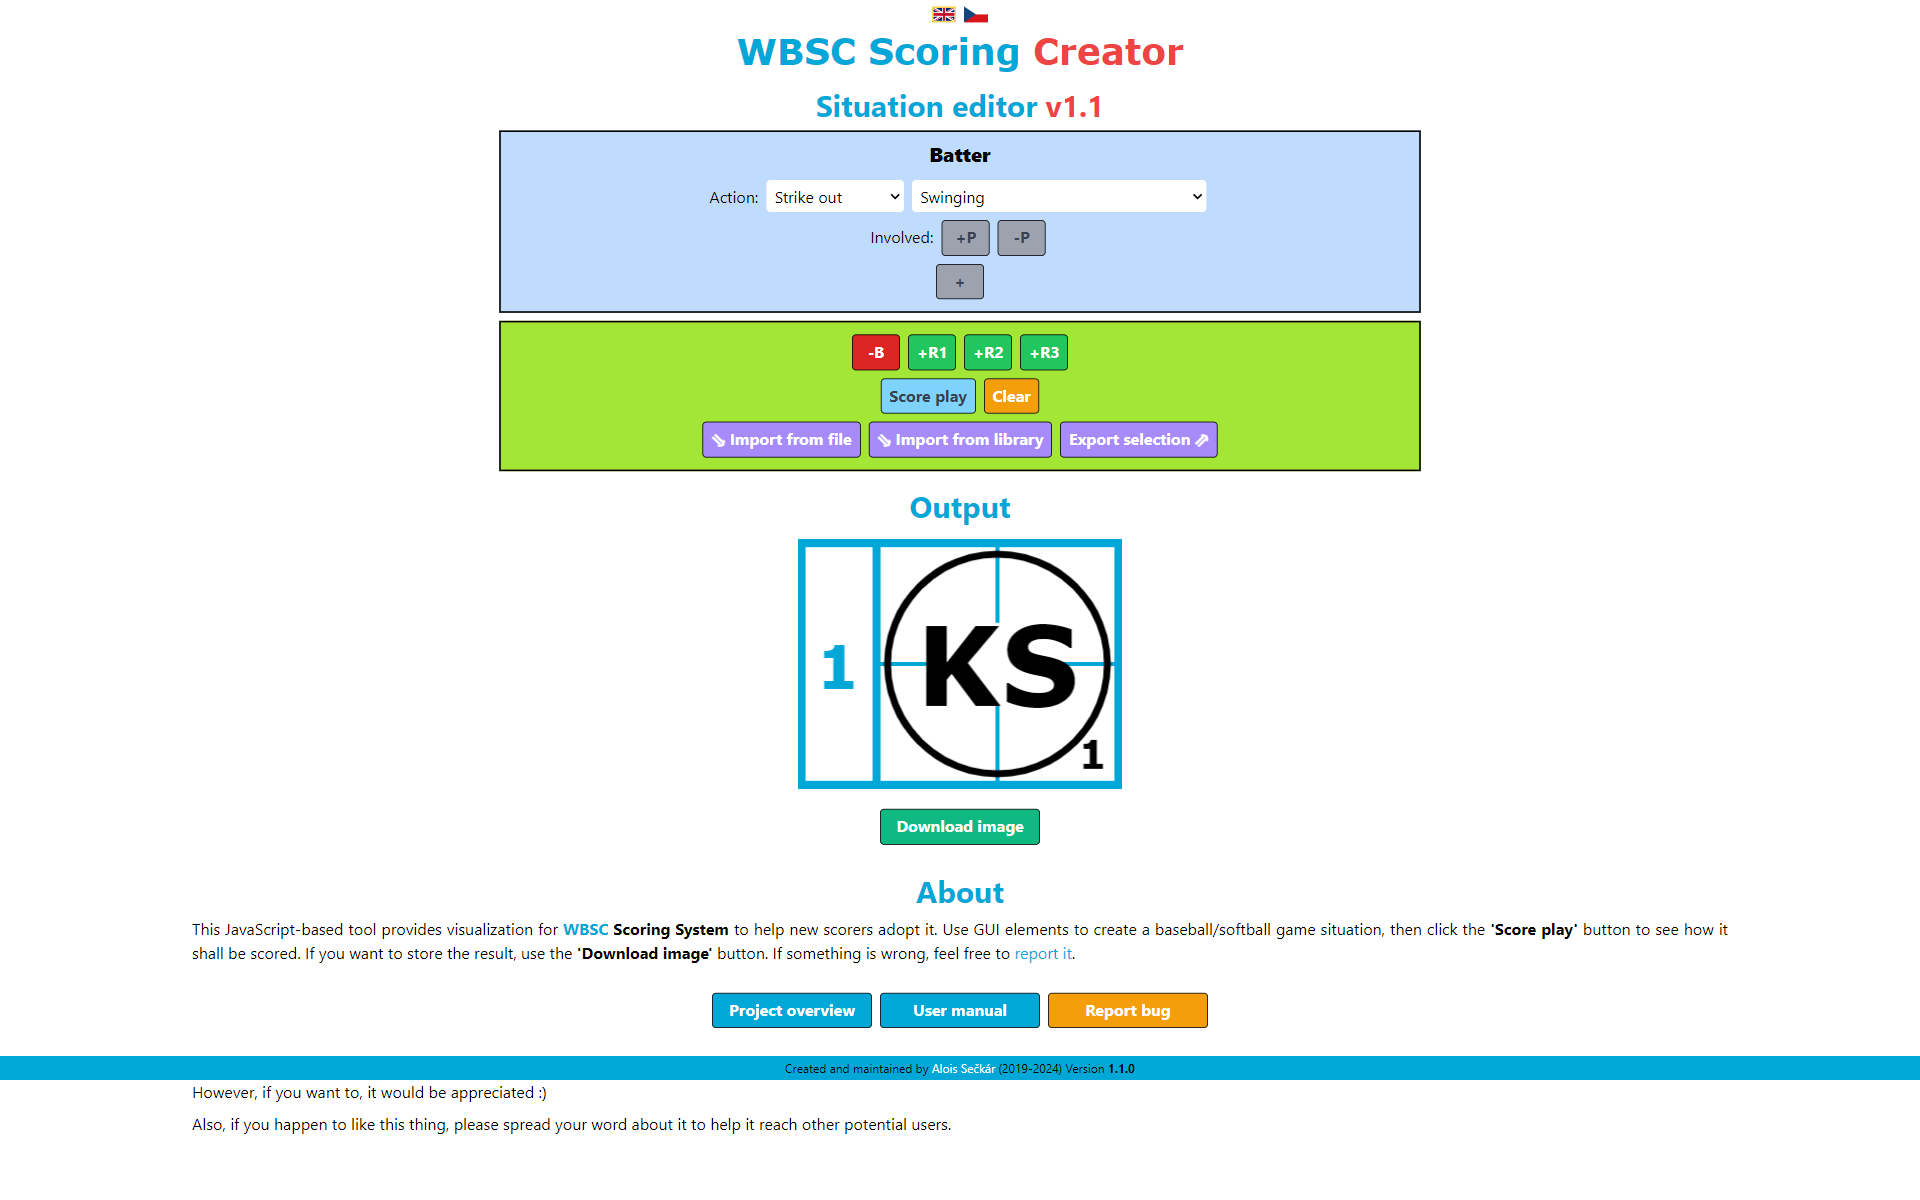 WBSC Scoring Creator
Situation editor v1.1
Batter
Action: Strike out Swinging
Involved: +P -P
+
-B +R1 +R2 +R3
Score play Clear
⇘ Import from file ⇘ Import from library Export selection ⇗
Output
1 KS
1
Download image
About
This JavaScript-based tool provides visualization for WBSC Scoring System to help new scorers adopt it. Use GUI elements to create a baseball/softball game situation, then click the 'Score play' button to see how it
shall be scored. If you want to store the result, use the 'Download image' button. If something is wrong, feel free to report it.
Project overview User manual Report bug
Created and maintained by Alois Sečkár (2019-2024) Version 1.1.0
However, if you want to, it would be appreciated :)
Also, if you happen to like this thing, please spread your word about it to help it reach other potential users.